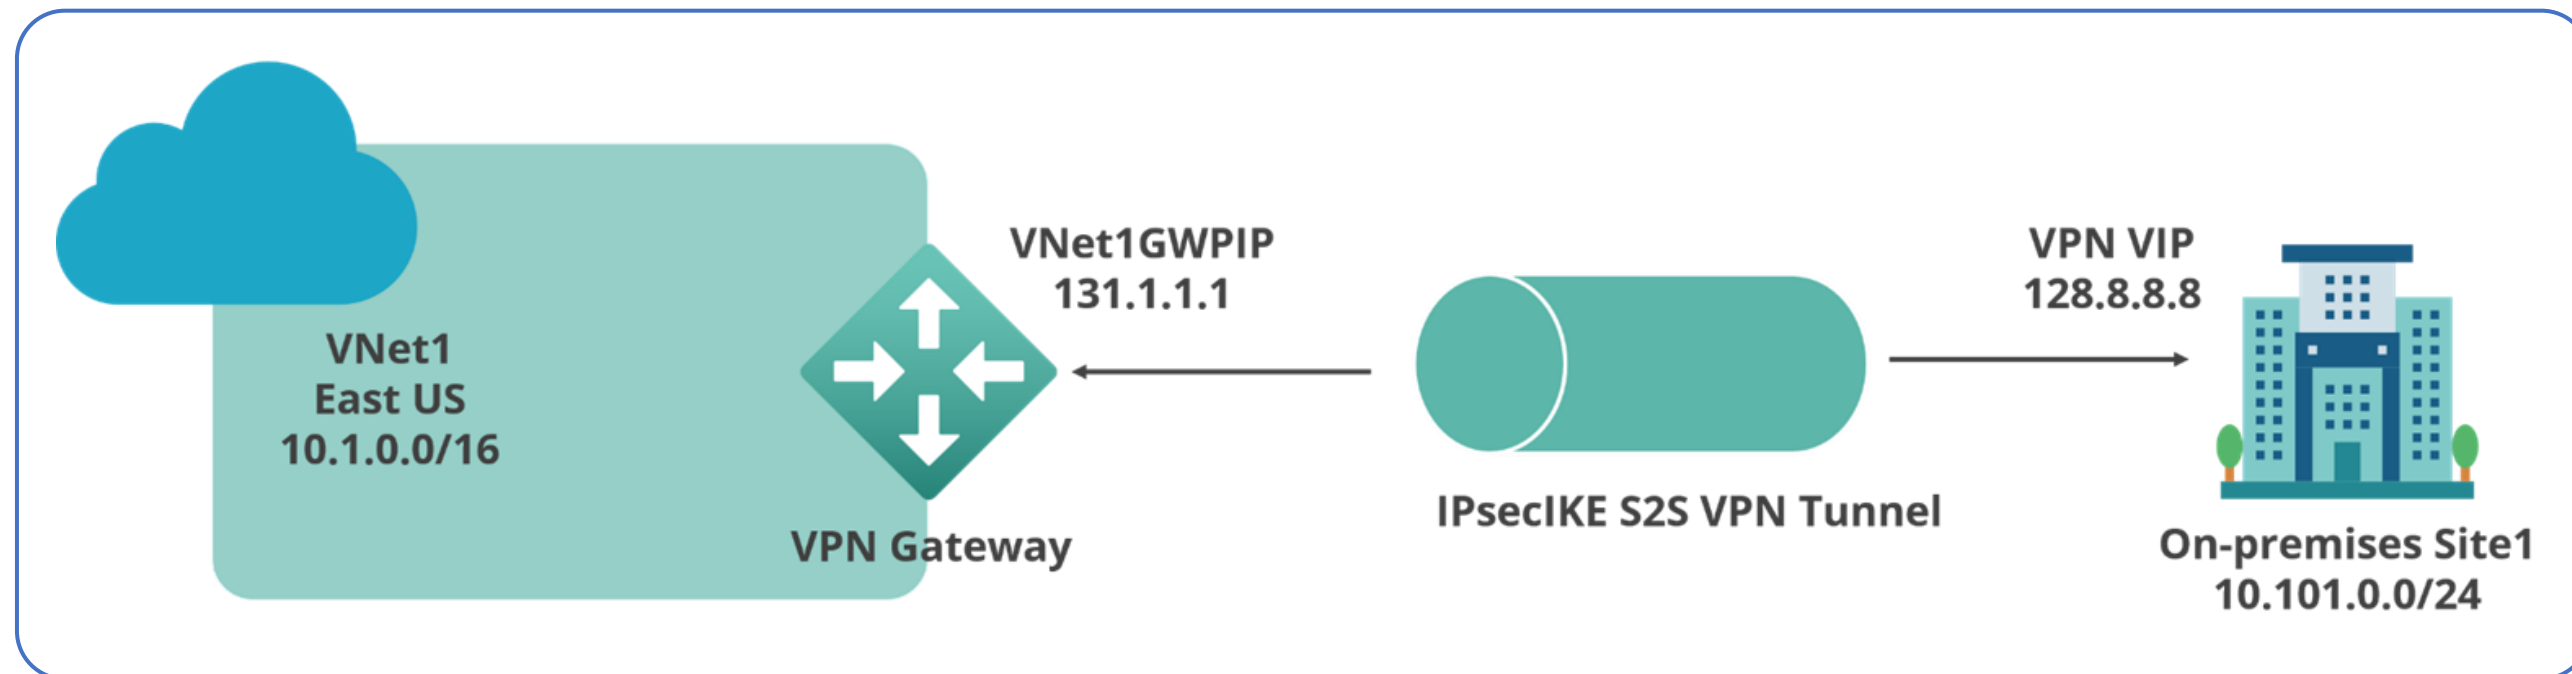 VNet1
East US
10.1.0.0/16
VPN Gateway
VNet1GWPIP
131.1.1.1
IPsecIKE S2S VPN Tunnel
VPN VIP
128.8.8.8
On-premises Site1
10.101.0.0/24